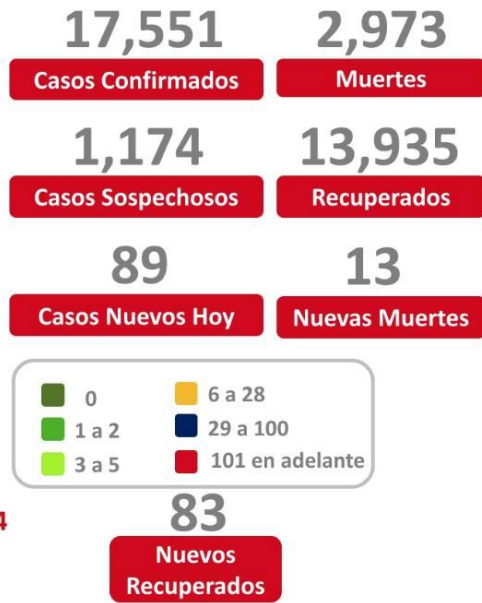 17,551 2,973
Casos Confirmados Muertes
1,174 13,935
Casos Sospechosos Recuperados
89 13
Casos Nuevos Hoy Nuevas Muertes
0 6 a 28
1 a 2 29 a 100
3 a 5 101 en adelante
4 83
Nuevos
Recuperados